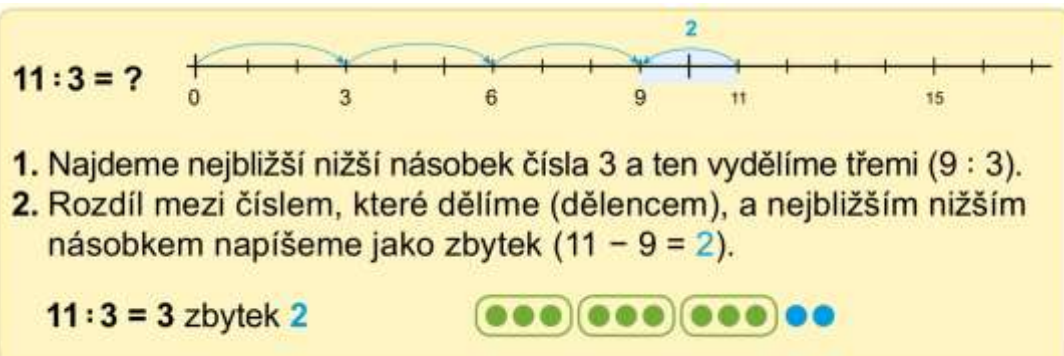 2
11 : 3 = ?
0 3 6 9 11 15
1. Najdeme nejbližší nižší násobek čísla 3 a ten vydělíme třemi (9 : 3).
2. Rozdíl mezi číslem, které dělíme (dělencem), a nejbližším nižším
násobkem napíšeme jako zbytek (11 − 9 = 2).
11 : 3 = 3 zbytek 2